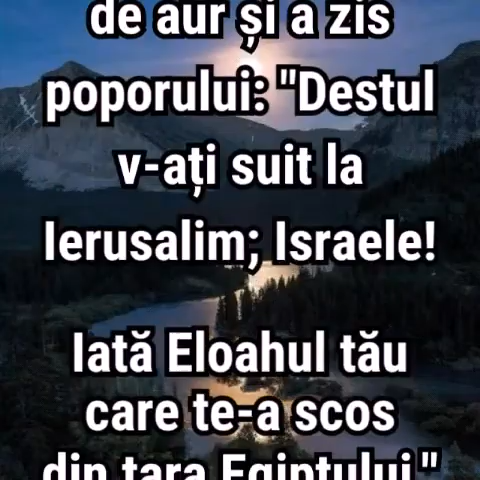 de aur și a zis
poporului: "Destul
v-ați suit la
Ierusalim; Israele!
Iată Eloahul tău
care te-a scos
din țara Egiptului."